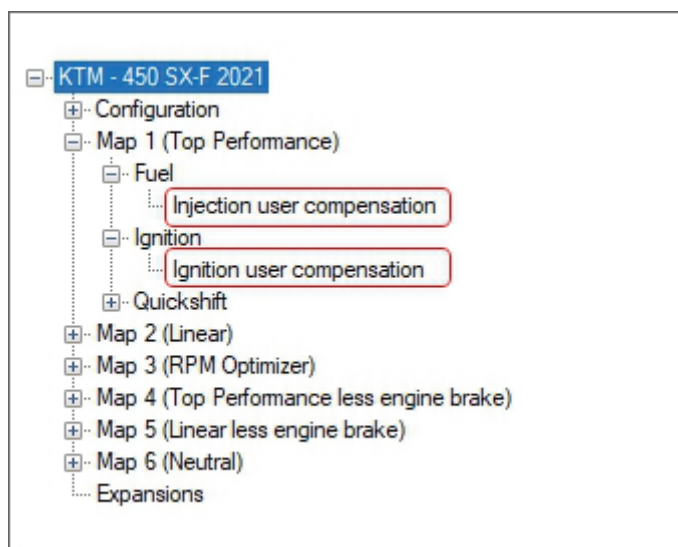 KTM - 450 SX-F 2021
Configuration
Map 1 (Top Performance)
Fuel
Injection user compensation
Ignition
Ignition user compensation
Quickshift
Map 2 (Linear)
Map 3 (RPM Optimizer)
Map 4 (Top Performance less engine brake)
Map 5 (Linear less engine brake)
Map 6 (Neutral)
Expansions